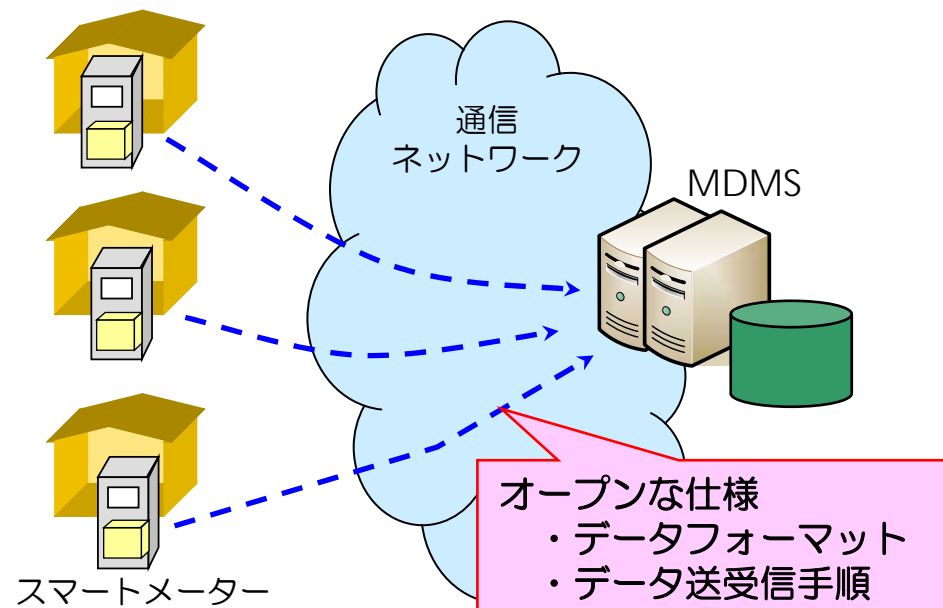 通信
ネットワーク
MDMS
オープンな仕様
・データフォーマット
・データ送受信手順
スマートメーター